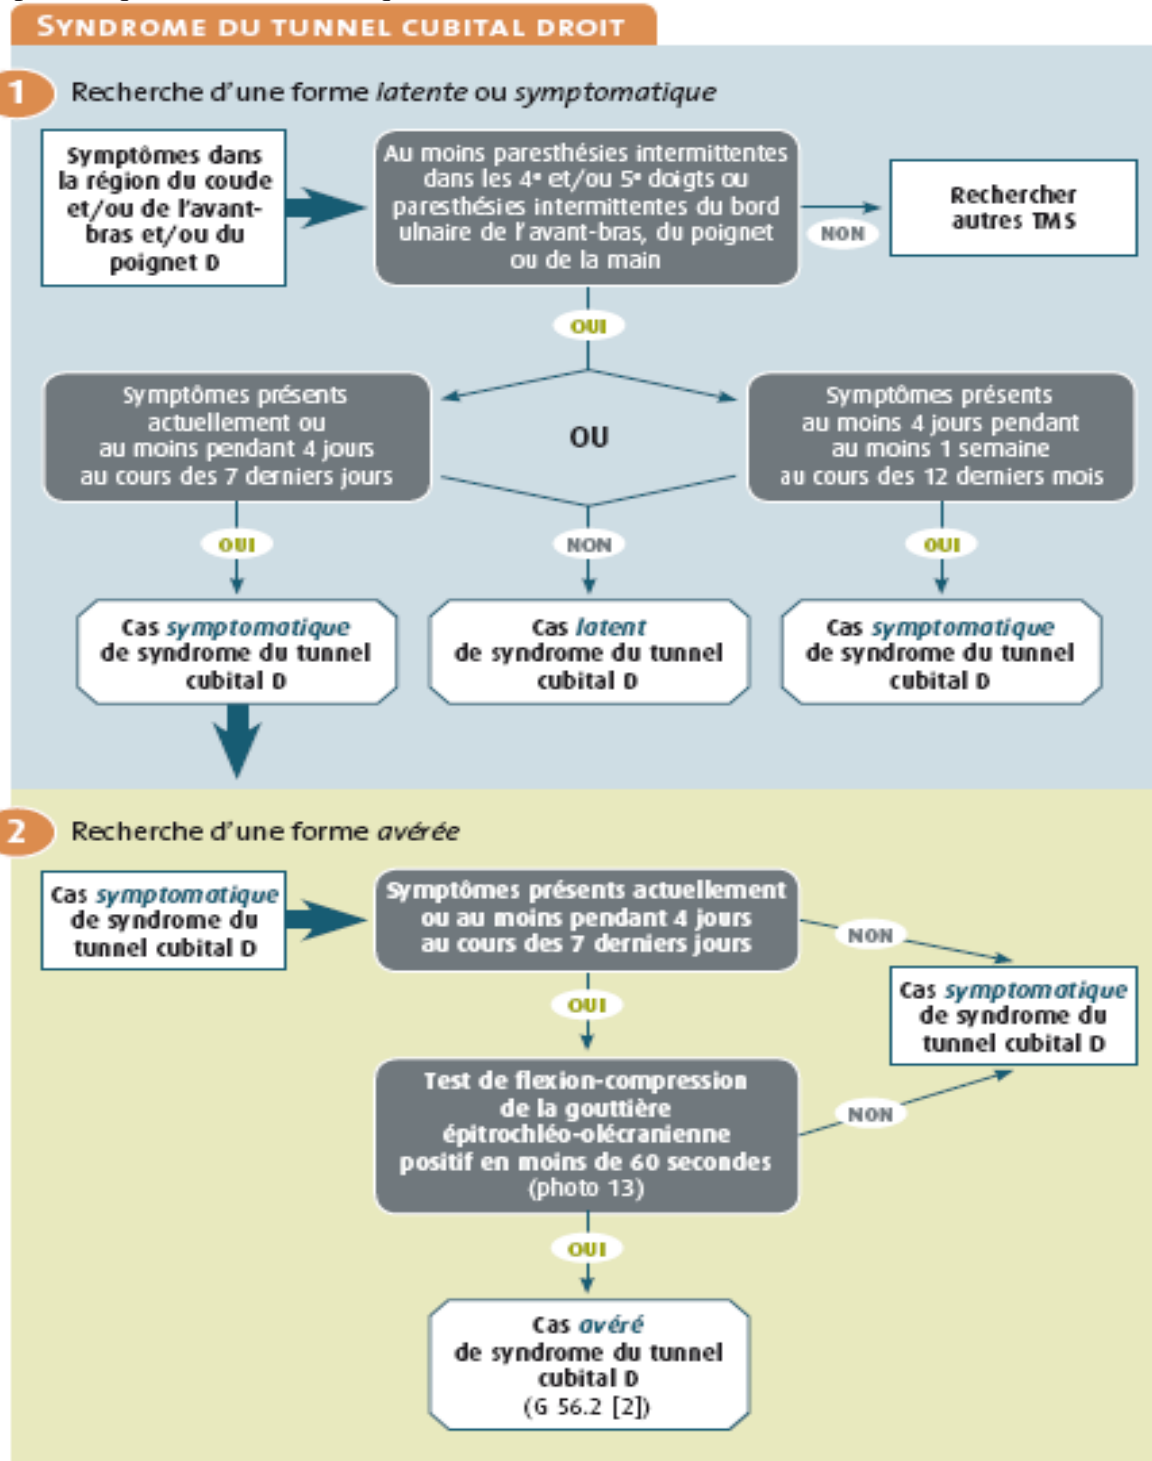 SYNDROME DU TUNNEL CUBITAL DROIT
1
Recherche d'une forme latente ou symptomatique
Symptômes dans
la région du coude
et/ou de l'avant-
bras et/ou du
poignet D
Au moins paresthésies intermittentes
dans les 4e et/ou 5e doigts ou
paresthésies intermittentes du bord
ulnaire de l'avant-bras, du poignet
ou de la main
NON
Rechercher
autres TMS
OUI
Symptômes présents
actuellement ou
au moins pendant 4 jours
au cours des 7 derniers jours
OU
Symptômes présents
au moins 4 jours pendant
au moins 1 semaine
au cours des 12 derniers mois
OUI
NON
OUI
Cas symptomatique
de syndrome du tunnel
cubital D
Cas latent
de syndrome du tunnel
cubital D
Cas symptomatique
de syndrome du tunnel
cubital D
2
Recherche d'une forme avérée
Cas symptomatique
de syndrome du
tunnel cubital D
Symptômes présents actuellement
ou au moins pendant 4 jours
au cours des 7 derniers jours
NON
OUI
Cas symptomatique
de syndrome du
tunnel cubital D
Test de flexion-compression
de la gouttière
épitrochléo-olécranienne
positif en moins de 60 secondes
(photo 13)
NON
OUI
Cas avéré
de syndrome du tunnel
cubital D
(G 56.2 [2])